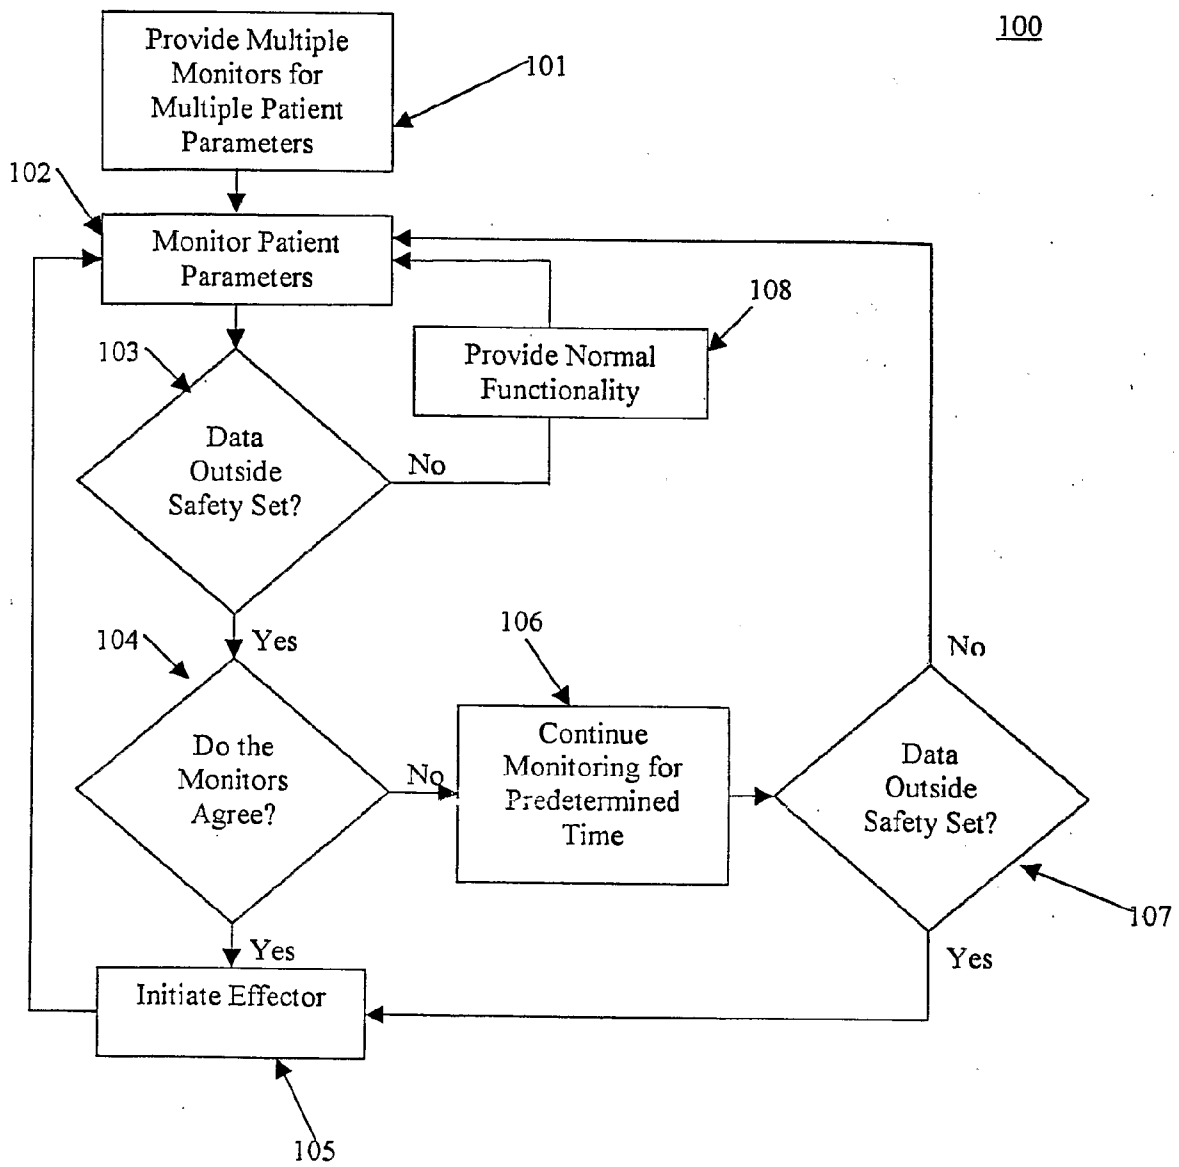 100
Provide Multiple
Monitors for
Multiple Patient
Parameters
101
102
Monitor Patient
Parameters
108
Provide Normal
Functionality
103
Data
Outside
Safety Set?
No
Yes
104
Do the
Monitors
Agree?
No
106
Continue
Monitoring for
Predetermined
Time
No
Data
Outside
Safety Set?
107
Yes
Yes
Initiate Effector
105